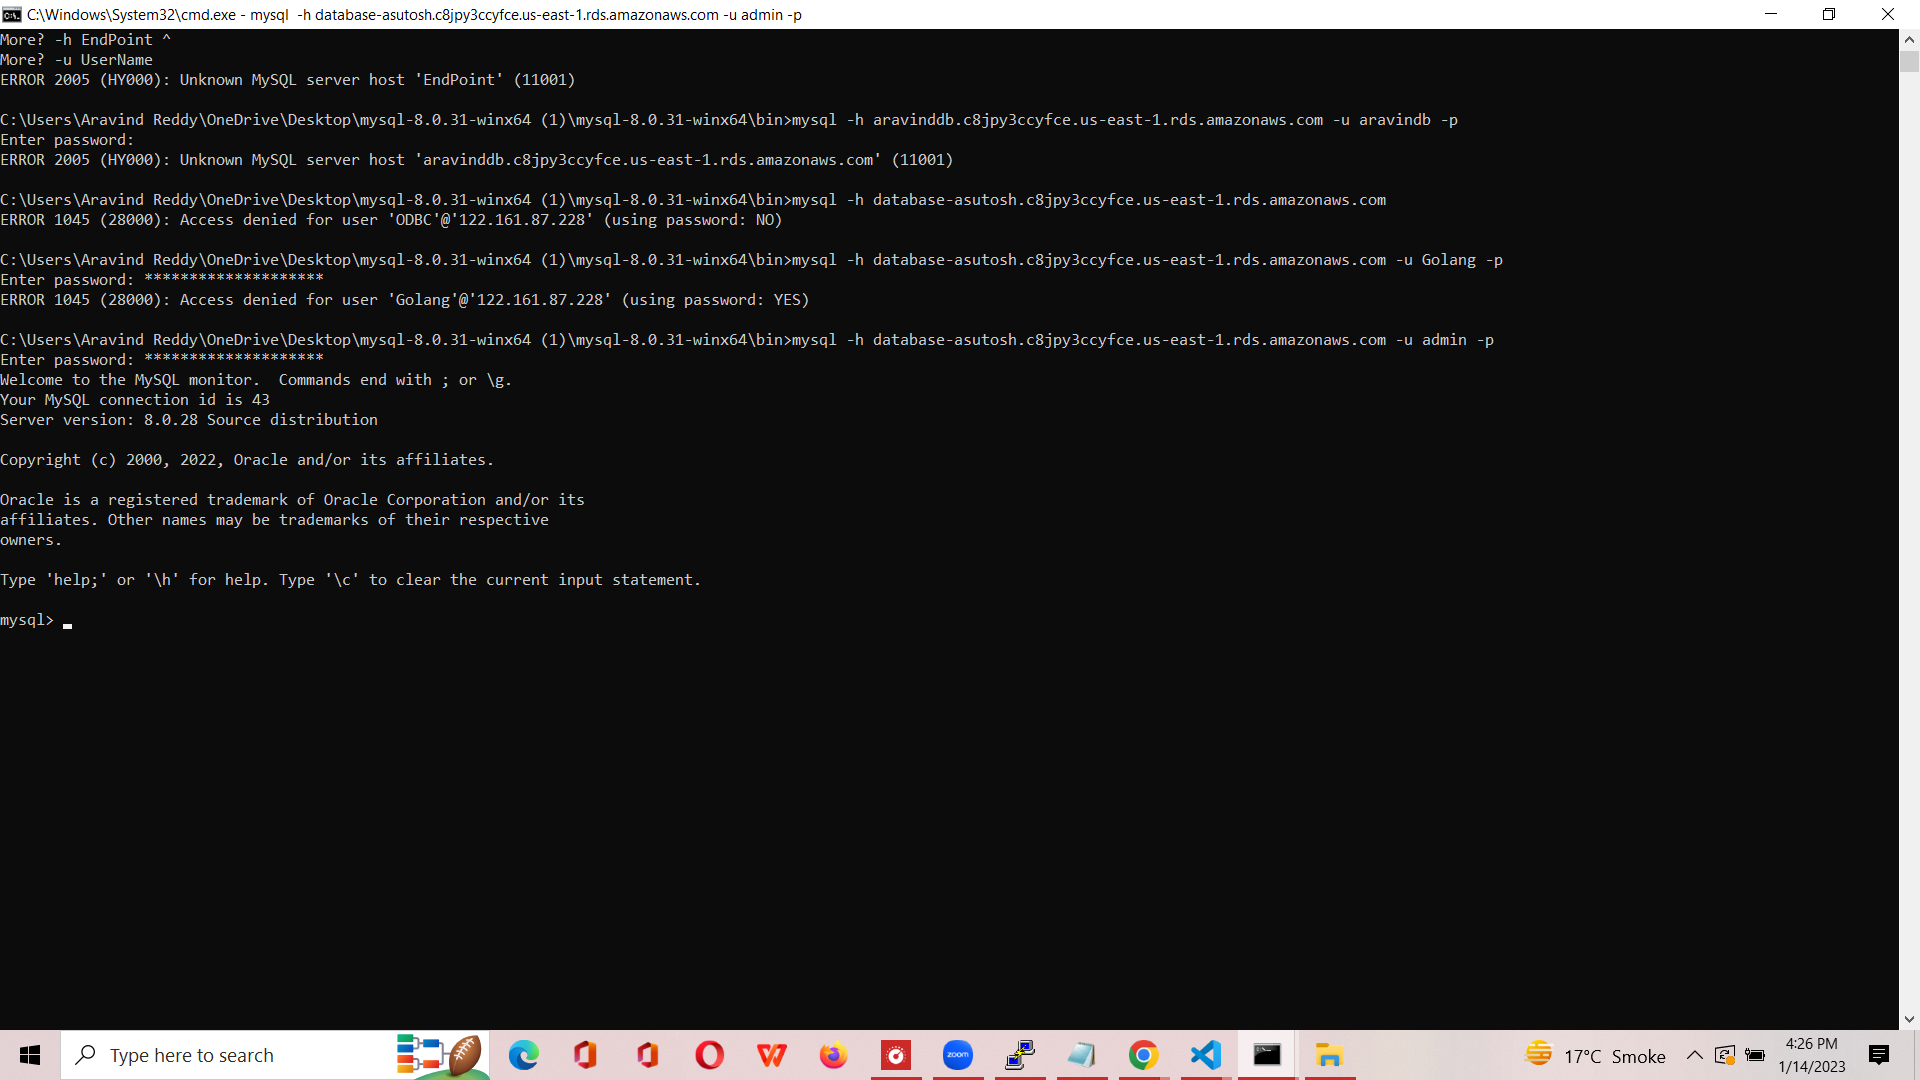 C:\Windows\System32\cmd.exe - mysql  -h database-asutosh.c8jpy3ccyfce.us-east-1.rds.amazonaws.com -u admin -p
More? -h EndPoint ^
More? -u UserName
ERROR 2005 (HY000): Unknown MySQL server host 'EndPoint' (11001)
C:\Users\Aravind Reddy\OneDrive\Desktop\mysql-8.0.31-winx64 (1)\mysql-8.0.31-winx64\bin>mysql -h aravinddb.c8jpy3ccyfce.us-east-1.rds.amazonaws.com -u aravindb -p
Enter password:
ERROR 2005 (HY000): Unknown MySQL server host 'aravinddb.c8jpy3ccyfce.us-east-1.rds.amazonaws.com' (11001)
C:\Users\Aravind Reddy\OneDrive\Desktop\mysql-8.0.31-winx64 (1)\mysql-8.0.31-winx64\bin>mysql -h database-asutosh.c8jpy3ccyfce.us-east-1.rds.amazonaws.com
ERROR 1045 (28000): Access denied for user 'ODBC'@'122.161.87.228' (using password: NO)
C:\Users\Aravind Reddy\OneDrive\Desktop\mysql-8.0.31-winx64 (1)\mysql-8.0.31-winx64\bin>mysql -h database-asutosh.c8jpy3ccyfce.us-east-1.rds.amazonaws.com -u Golang -p
Enter password: ********************
ERROR 1045 (28000): Access denied for user 'Golang'@'122.161.87.228' (using password: YES)
C:\Users\Aravind Reddy\OneDrive\Desktop\mysql-8.0.31-winx64 (1)\mysql-8.0.31-winx64\bin>mysql -h database-asutosh.c8jpy3ccyfce.us-east-1.rds.amazonaws.com -u admin -p
Enter password: ********************
Welcome to the MySQL monitor.  Commands end with ; or \g.
Your MySQL connection id is 43
Server version: 8.0.28 Source distribution
Copyright (c) 2000, 2022, Oracle and/or its affiliates.
Oracle is a registered trademark of Oracle Corporation and/or its
affiliates. Other names may be trademarks of their respective
owners.
Type 'help;' or '\h' for help. Type '\c' to clear the current input statement.
mysql>
Type here to search
zoom
17°C Smoke
4:26 PM
1/14/2023